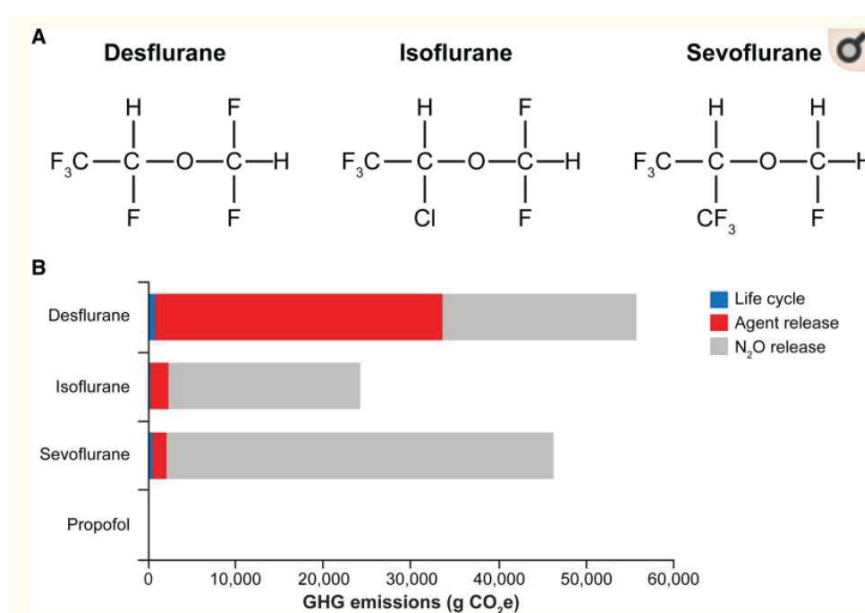 A
Desflurane
Isoflurane
Sevoflurane
H F
F₃C C O C H
F F
H F
F₃C C O C H
Cl F
H H
F₃C C O C H
CF₃ F
B
Desflurane
Isoflurane
Sevoflurane
Propofol
Life cycle
Agent release
N₂O release
0 10,000 20,000 30,000 40,000 50,000 60,000
GHG emissions (g CO₂e)